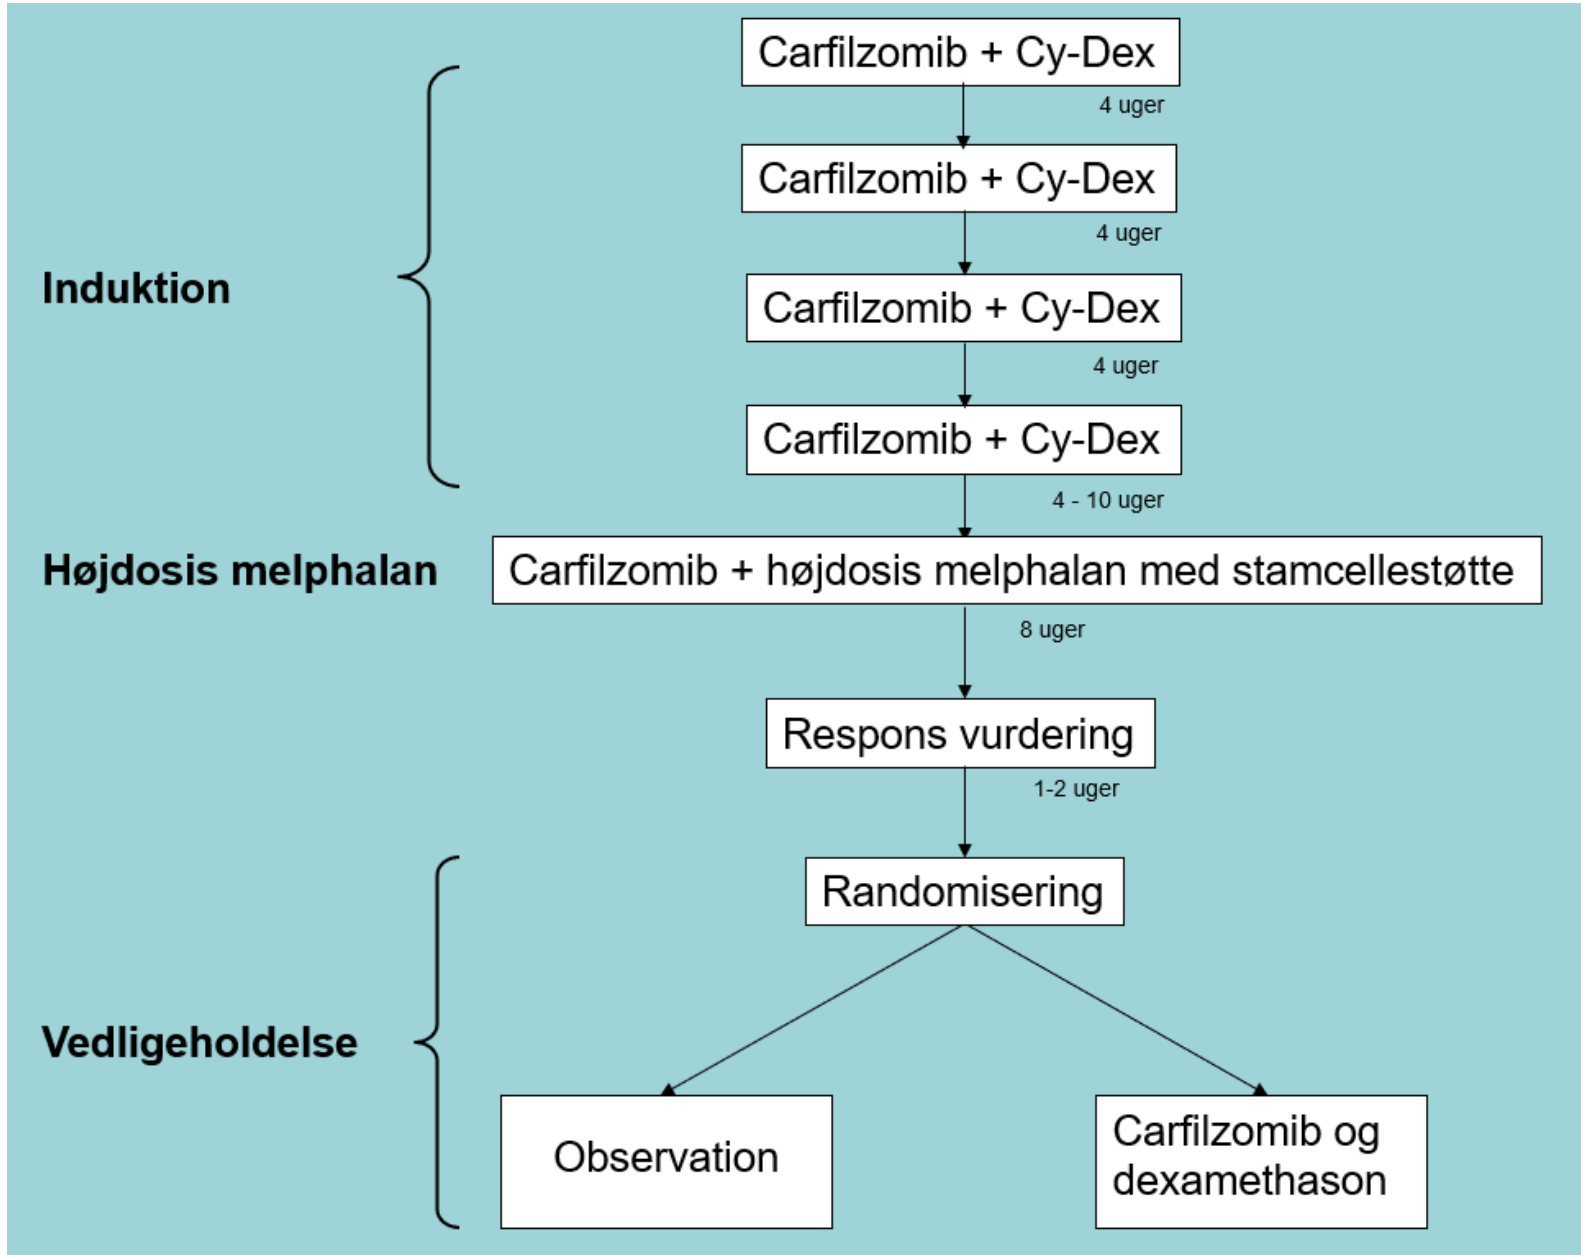 Carfilzomib + Cy-Dex
4 uger
Carfilzomib + Cy-Dex
4 uger
Induktion
Carfilzomib + Cy-Dex
4 uger
Carfilzomib + Cy-Dex
4 - 10 uger
Højdosis melphalan
Carfilzomib + højdosis melphalan med stamcellestøtte
8 uger
Respons vurdering
1-2 uger
Randomisering
Vedligeholdelse
Observation
Carfilzomib og
dexamethason